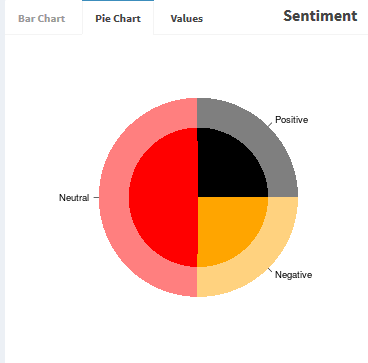 Bar Chart Pie Chart Values Sentiment
Positive
Neutral
Negative